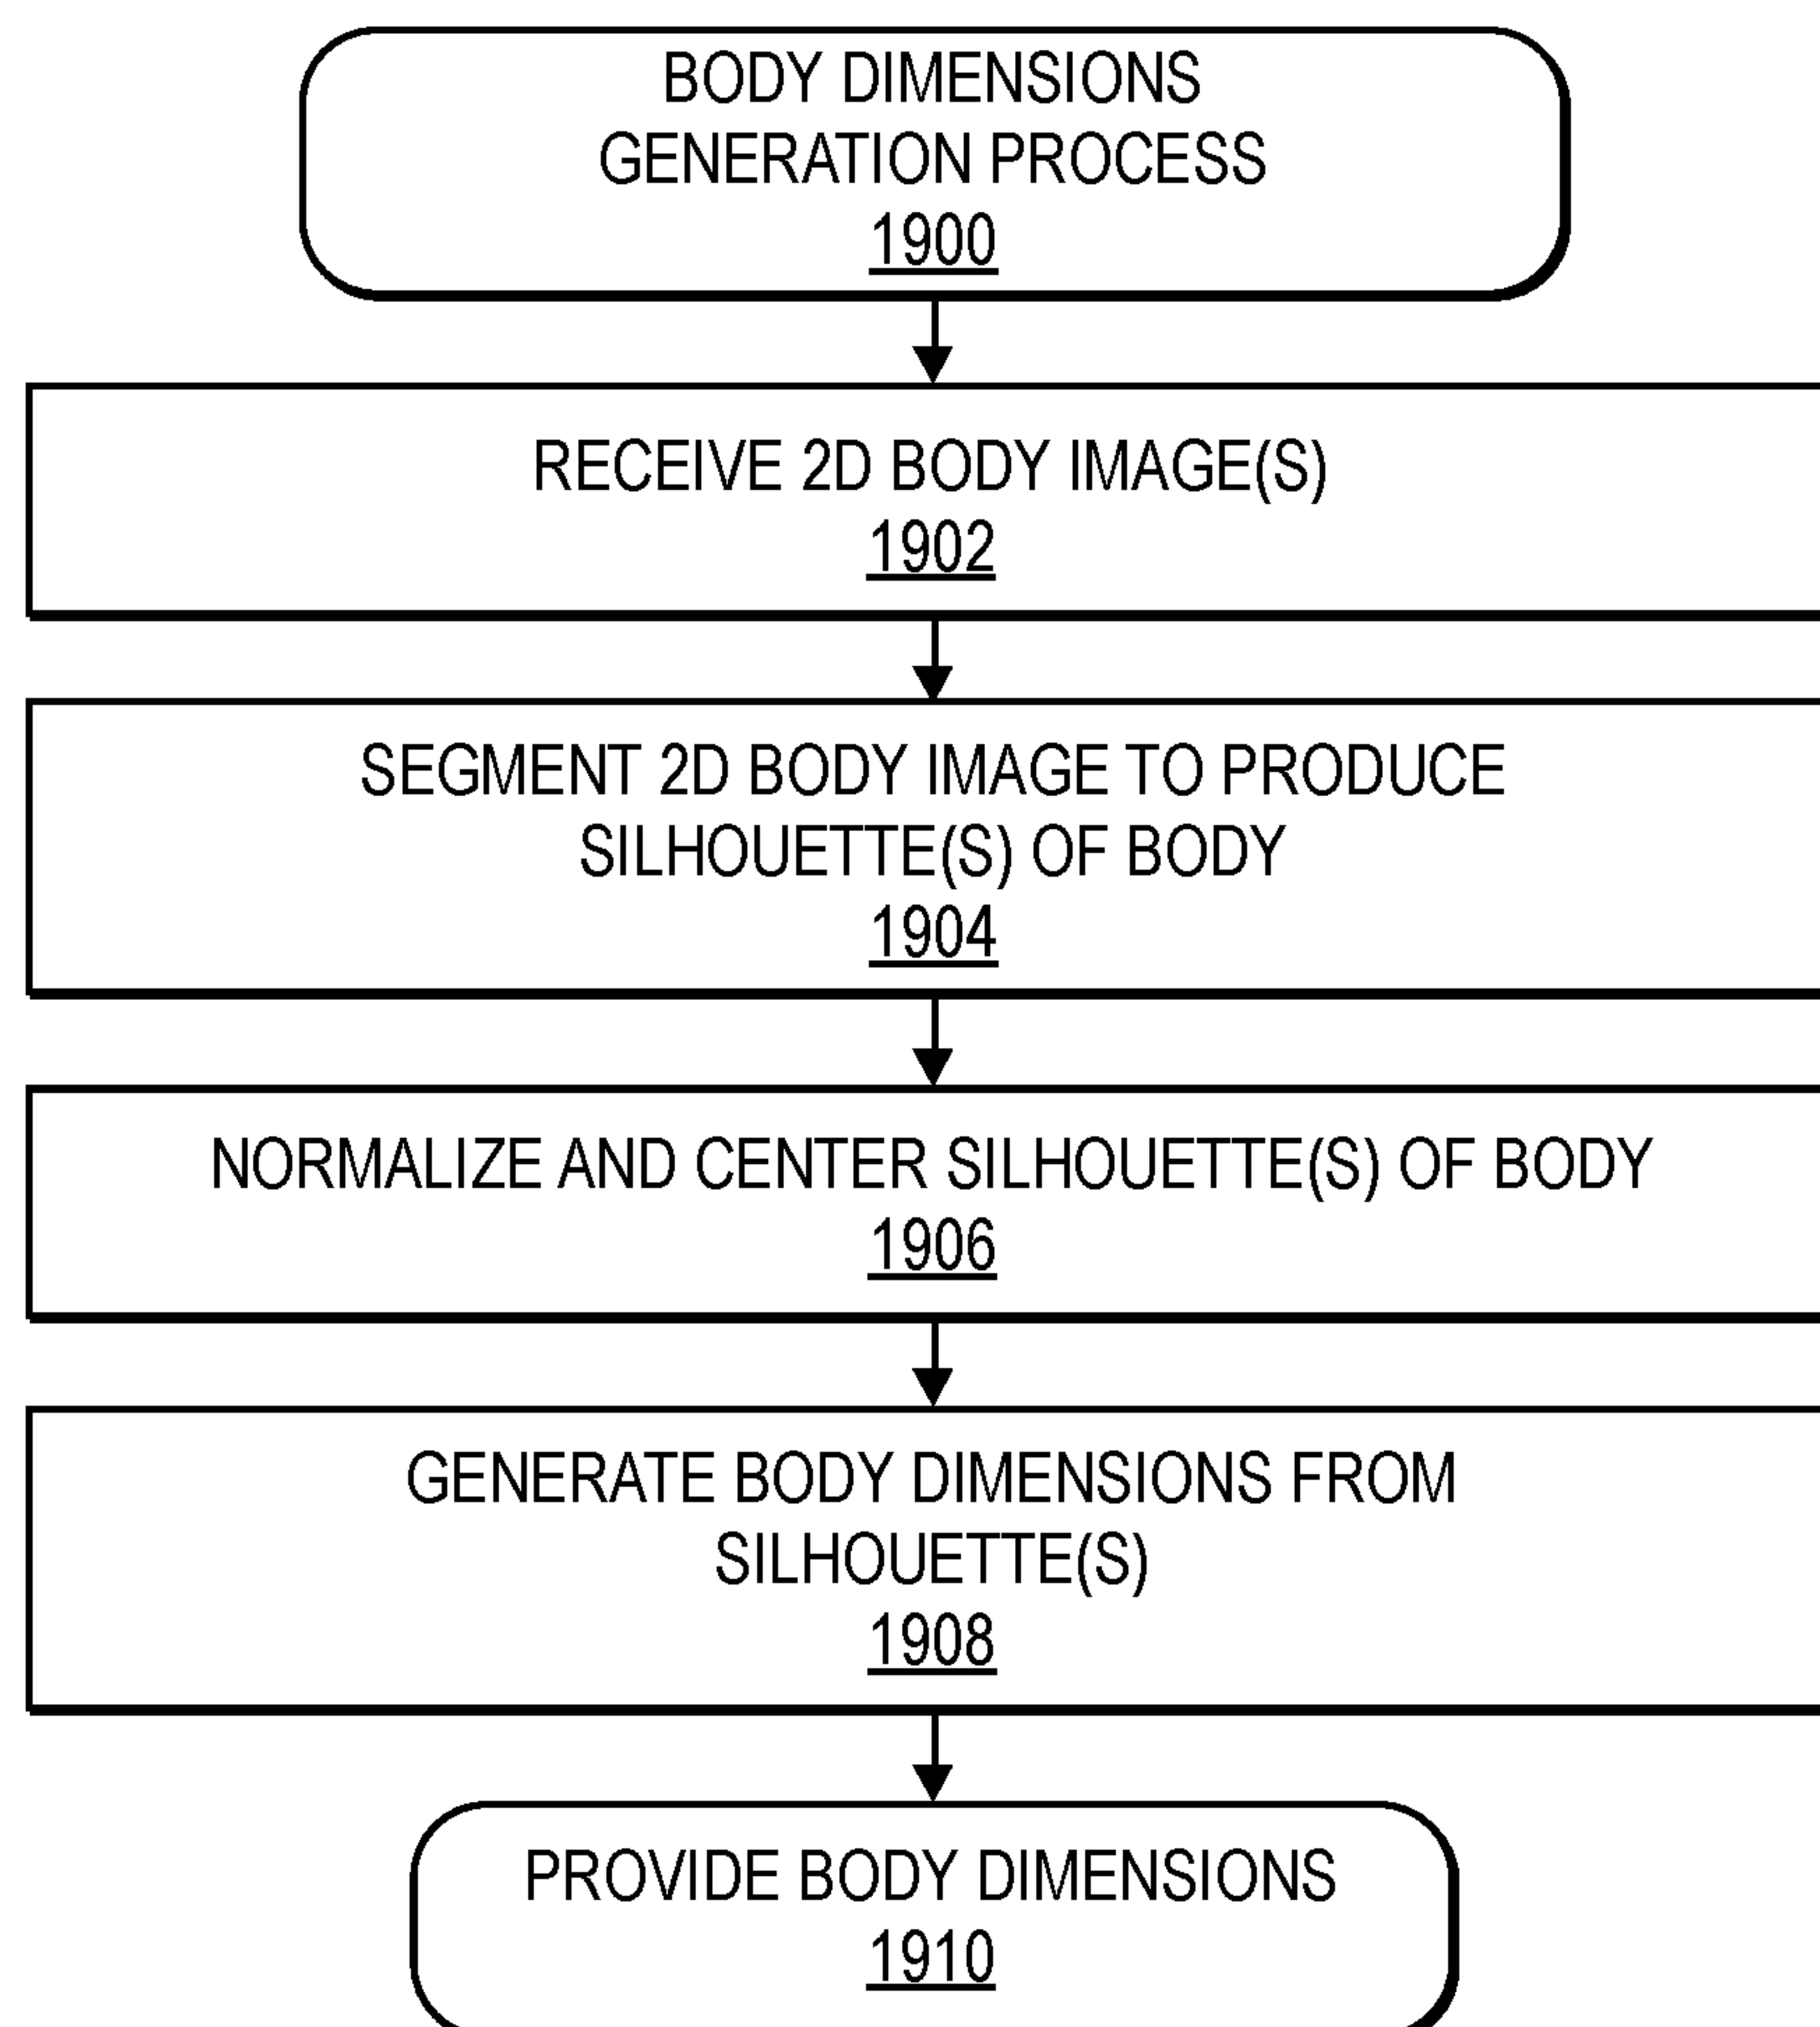 BODY DIMENSIONS
GENERATION PROCESS
1900
RECEIVE 2D BODY IMAGE(S)
1902
SEGMENT 2D BODY IMAGE TO PRODUCE
SILHOUETTE(S) OF BODY
1904
NORMALIZE AND CENTER SILHOUETTE(S) OF BODY
1906
GENERATE BODY DIMENSIONS FROM
SILHOUETTE(S)
1908
PROVIDE BODY DIMENSIONS
1910